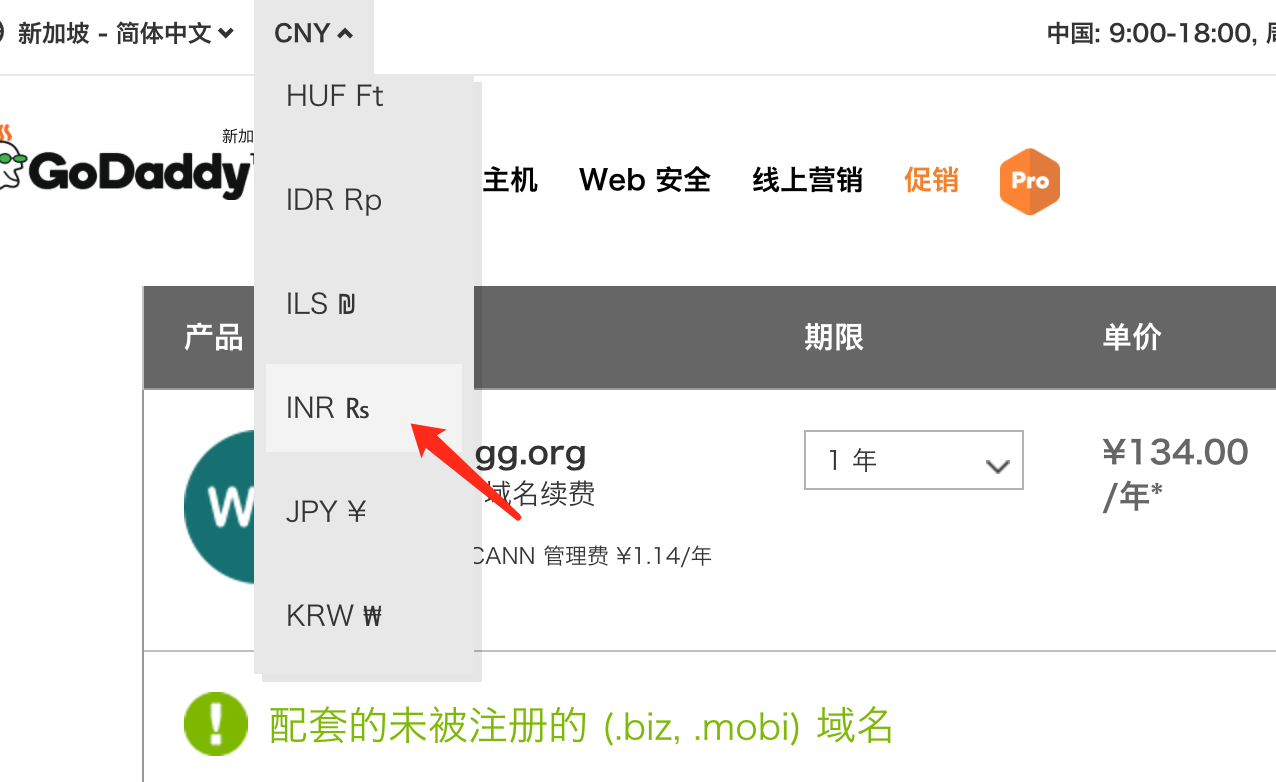 新加坡 - 简体中文
CNY
中国: 9:00-18:00,
HUF Ft
IDR Rp
ILS ₪
INR ₨
JPY ¥
KRW ₩
新加
GoDaddy
主机
Web 安全
线上营销
促销
Pro
产品
期限
单价
W
gg.org
域名续费
CANN 管理费 ¥1.14/年
1 年
¥134.00
/年*
配套的未被注册的 (.biz, .mobi) 域名